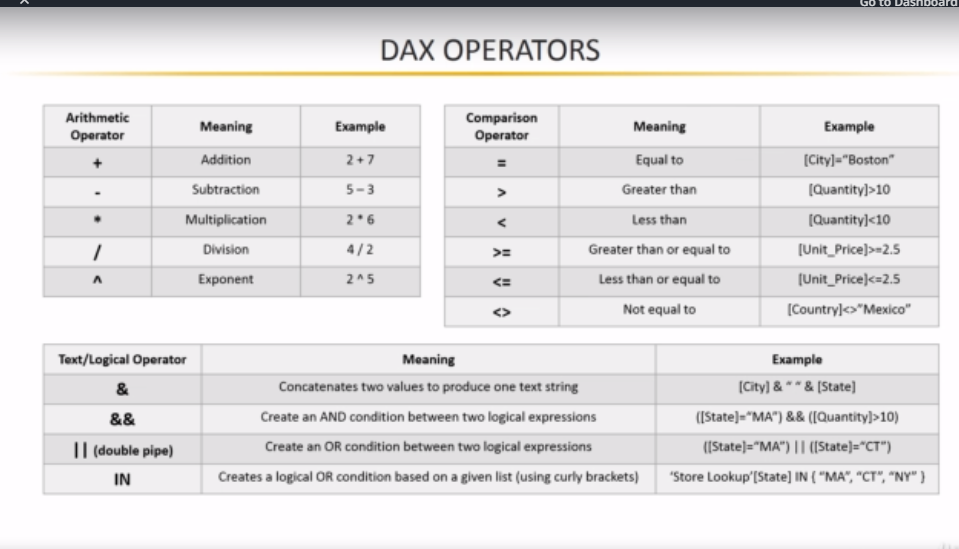 Go to Dashboard
DAX OPERATORS
Arithmetic Operator Meaning Example
+ Addition 2 + 7
- Subtraction 5 – 3
* Multiplication 2 * 6
/ Division 4 / 2
^ Exponent 2 ^ 5
Comparison Operator Meaning Example
= Equal to [City]=“Boston”
> Greater than [Quantity]>10
< Less than [Quantity]<10
>= Greater than or equal to [Unit_Price]>=2.5
<= Less than or equal to [Unit_Price]<=2.5
<> Not equal to [Country]<>“Mexico”
Text/Logical Operator Meaning Example
& Concatenates two values to produce one text string [City] & “ “ & [State]
&& Create an AND condition between two logical expressions ([State]=“MA”) && ([Quantity]>10)
|| (double pipe) Create an OR condition between two logical expressions ([State]=“MA”) || ([State]=“CT”)
IN Creates a logical OR condition based on a given list (using curly brackets) ‘Store Lookup’[State] IN { “MA”, “CT”, “NY” }